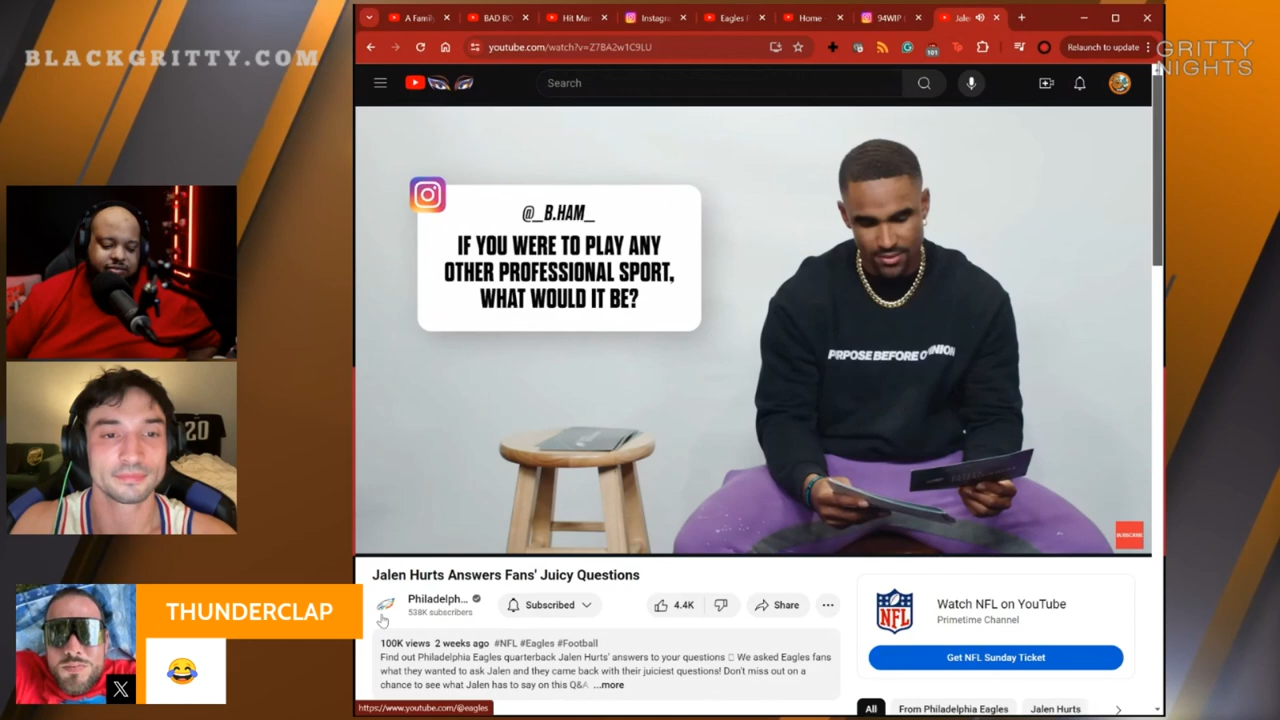 BLACKGRITTY.COM
GRITTY
NIGHTS
A Family
BAD BO
Hit Ma
Instagra
Eagles
Home
94WIP
Jale
youtube.com/watch?v=Z7BA2w1C9LU
101
Relaunch to update
Search
@_B.HAM_
IF YOU WERE TO PLAY ANY
OTHER PROFESSIONAL SPORT,
WHAT WOULD IT BE?
BEFORE
20
SUBSCRIBE
Jalen Hurts Answers Fans' Juicy Questions
Philadelph...
538K subscribers
Subscribed
4.4K
Share
100K views 2 weeks ago #NFL #Eagles #Football
Find out Philadelphia Eagles quarterback Jalen Hurts' answers to your questions We asked Eagles fans
what they wanted to ask Jalen and they came back with their juiciest questions! Don't miss out on a
chance to see what Jalen has to say on this Q&A ...more
NFL
Watch NFL on YouTube
Primetime Channel
Get NFL Sunday Ticket
All
From Philadelphia Eagles
Jalen Hurts
https://www.youtube.com/@eagles
THUNDERCLAP
X